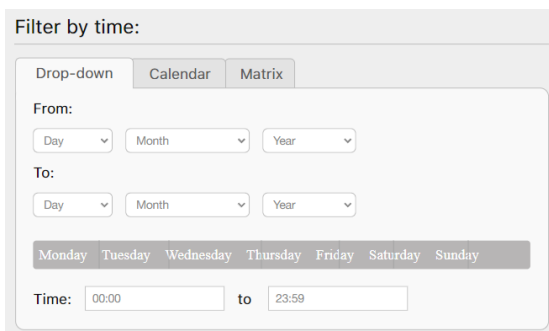 Filter by time:
Drop-down Calendar Matrix
From:
Day Month Year
To:
Day Month Year
Monday Tuesday Wednesday Thursday Friday Saturday Sunday
Time: 00:00 to 23:59